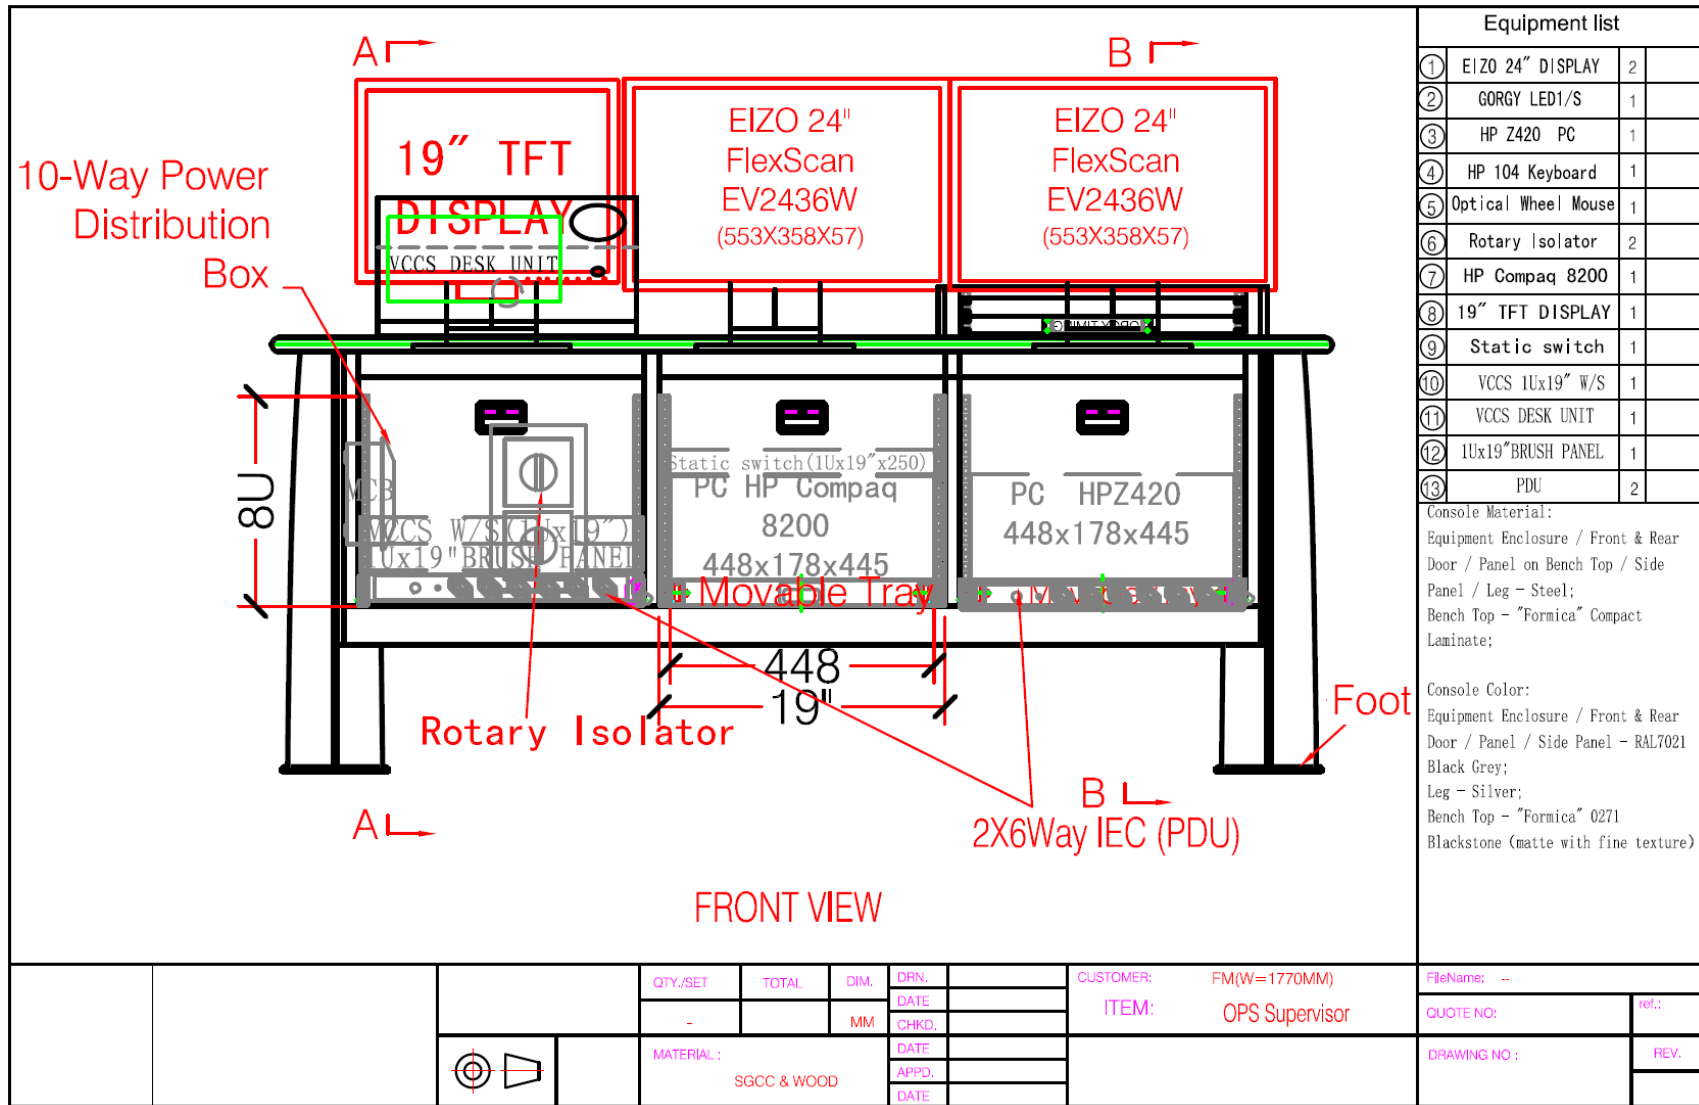 A
B
10-Way Power
Distribution
Box
19" TFT
DISPLAY
VCCS DESK UNIT
EIZO 24"
FlexScan
EV2436W
(553X358X57)
EIZO 24"
FlexScan
EV2436W
(553X358X57)
8U
MCB
VCCS W/S(1Ux19")
1Ux19"BRUSH PANEL
Static switch(1Ux19"x250)
PC HP Compaq
8200
448x178x445
Movable Tray
PC HPZ420
448x178x445
448
19"
Rotary Isolator
Foot
A
B
2X6Way IEC (PDU)
FRONT VIEW
Equipment list
1 EIZO 24" DISPLAY 2
2 GORGY LED1/S 1
3 HP Z420 PC 1
4 HP 104 Keyboard 1
5 Optical Wheel Mouse 1
6 Rotary Isolator 2
7 HP Compaq 8200 1
8 19" TFT DISPLAY 1
9 Static switch 1
10 VCCS 1Ux19" W/S 1
11 VCCS DESK UNIT 1
12 1Ux19"BRUSH PANEL 1
13 PDU 2
Console Material:
Equipment Enclosure / Front & Rear
Door / Panel on Bench Top / Side
Panel / Leg - Steel;
Bench Top - "Formica" Compact
Laminate;
Console Color:
Equipment Enclosure / Front & Rear
Door / Panel / Side Panel - RAL7021
Black Grey;
Leg - Silver;
Bench Top - "Formica" 0271
Blackstone (matte with fine texture)
QTY./SET TOTAL DIM.
- MM
MATERIAL :
SGCC & WOOD
DRN.
DATE
CHKD.
DATE
APPD.
DATE
CUSTOMER: FM(W=1770MM)
ITEM: OPS Supervisor
FileName: --
QUOTE NO: ref.:
DRAWING NO : REV.